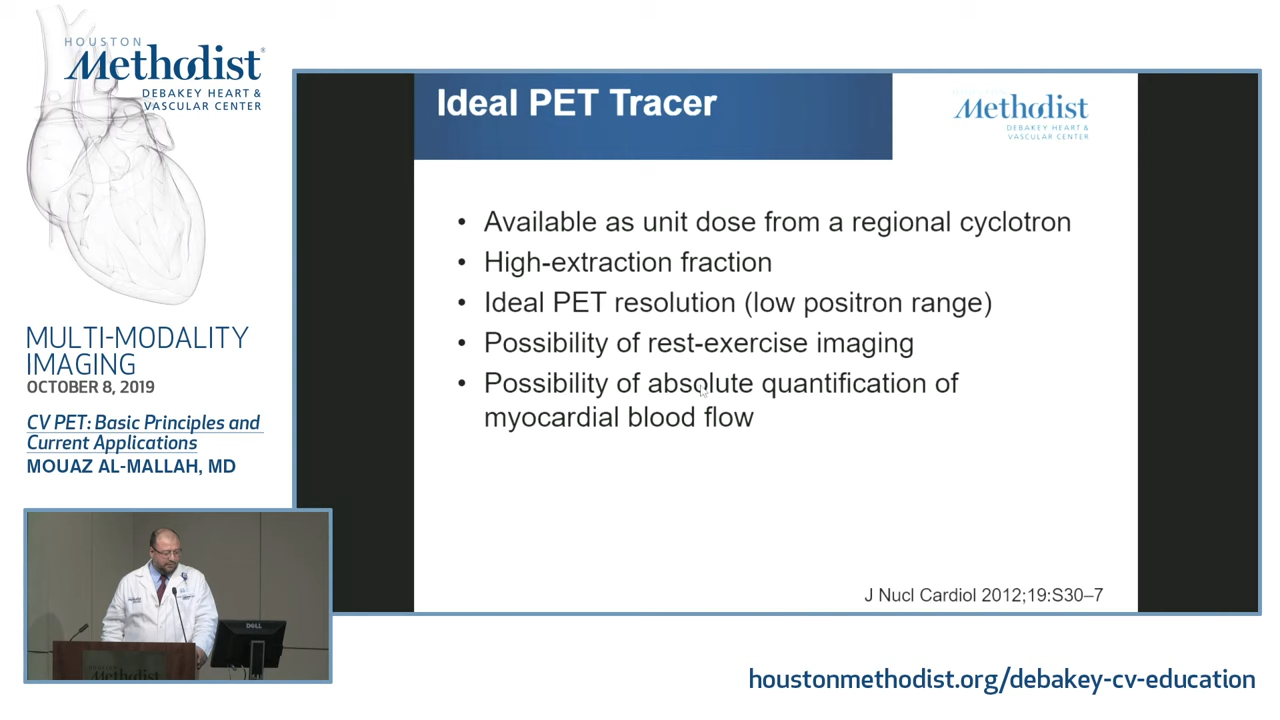 HOUSTON
Methodist
DEBAKEY HEART &
VASCULAR CENTER
MULTI-MODALITY
IMAGING
OCTOBER 8, 2019
CV PET: Basic Principles and
Current Applications
MOUAZ AL-MALLAH, MD
Ideal PET Tracer
Methodist
DEBAKEY HEART &
VASCULAR CENTER
• Available as unit dose from a regional cyclotron
• High-extraction fraction
• Ideal PET resolution (low positron range)
• Possibility of rest-exercise imaging
• Possibility of absolute quantification of
myocardial blood flow
J Nucl Cardiol 2012;19:S30–7
DELL
Methodist
houstonmethodist.org/debakey-cv-education